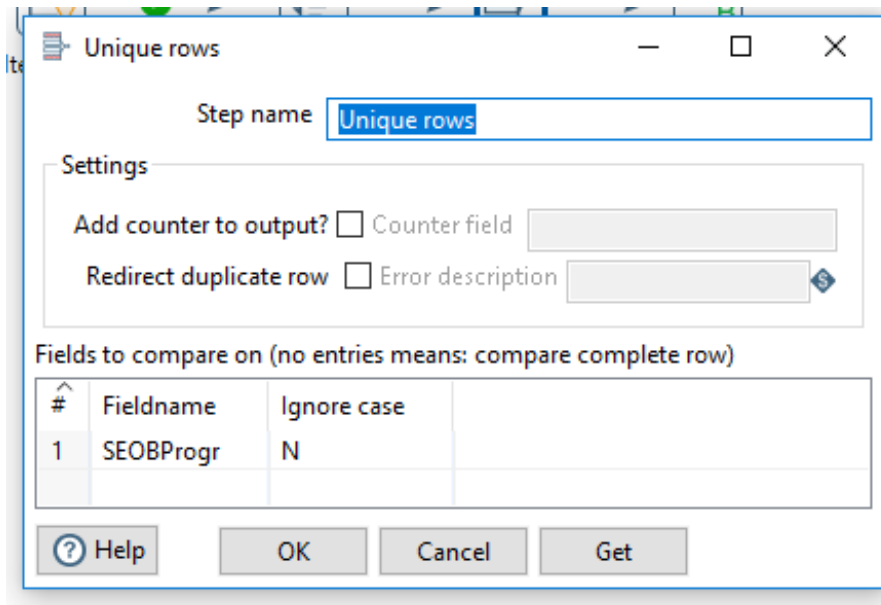 Ite
Unique rows
Step name Unique rows
Settings
Add counter to output? Counter field
Redirect duplicate row Error description
Fields to compare on (no entries means: compare complete row)
# Fieldname Ignore case
1 SEOBProgr N
Help OK Cancel Get